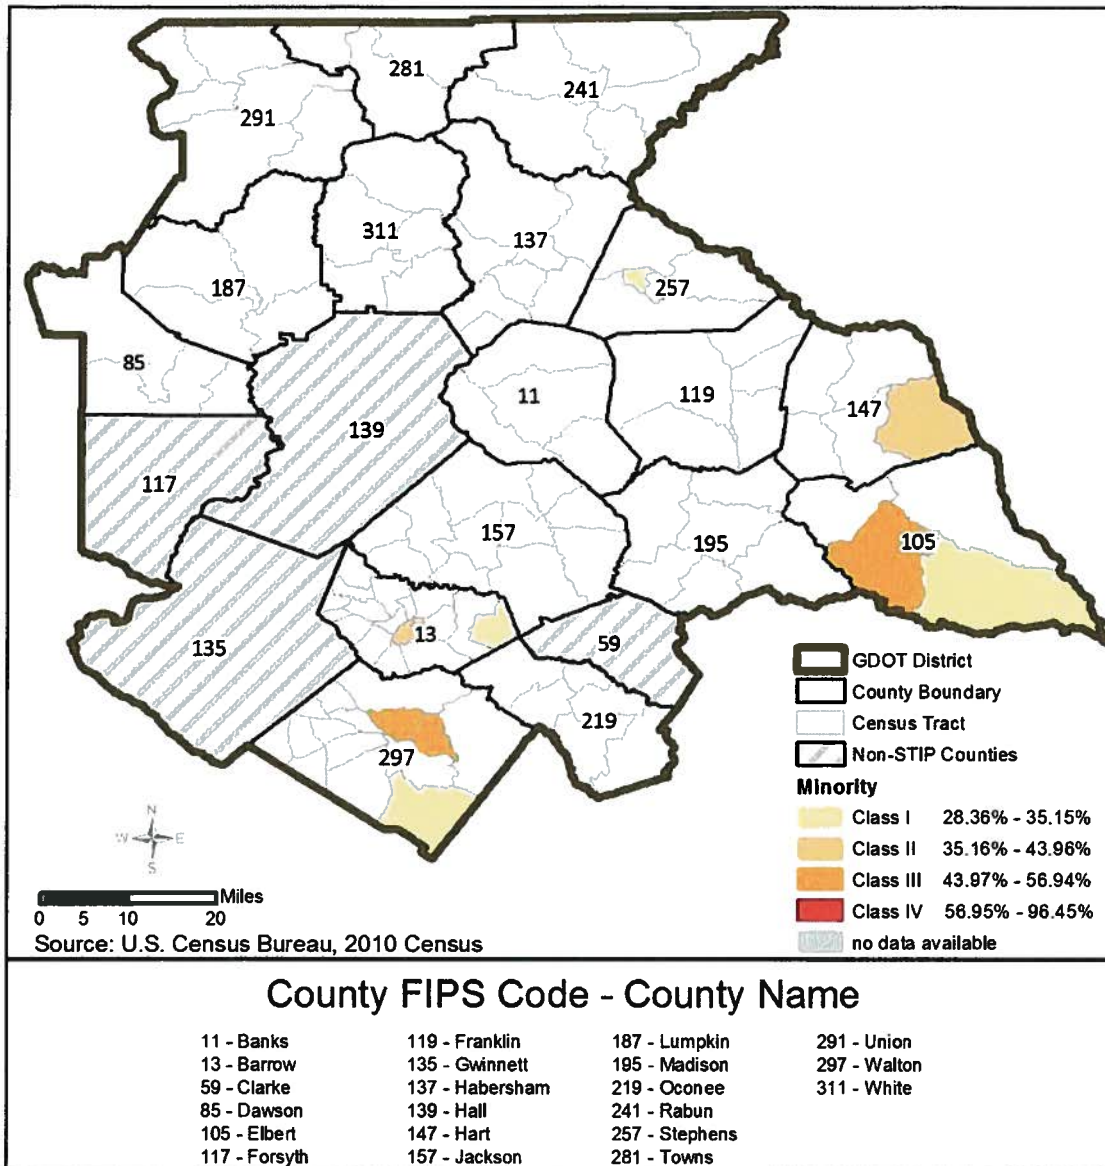 281
241
291
311
137
187
257
85
11
119
147
139
117
157
195
105
13
59
135
219
297
N
W E
S
Miles
0 5 10 20
Source: U.S. Census Bureau, 2010 Census
GDOT District
County Boundary
Census Tract
Non-STIP Counties
Minority
Class I 28.36% - 35.15%
Class II 35.16% - 43.96%
Class III 43.97% - 56.94%
Class IV 56.95% - 96.45%
no data available
County FIPS Code - County Name
11 - Banks 119 - Franklin 187 - Lumpkin 291 - Union
13 - Barrow 135 - Gwinnett 195 - Madison 297 - Walton
59 - Clarke 137 - Habersham 219 - Oconee 311 - White
85 - Dawson 139 - Hall 241 - Rabun
105 - Elbert 147 - Hart 257 - Stephens
117 - Forsyth 157 - Jackson 281 - Towns